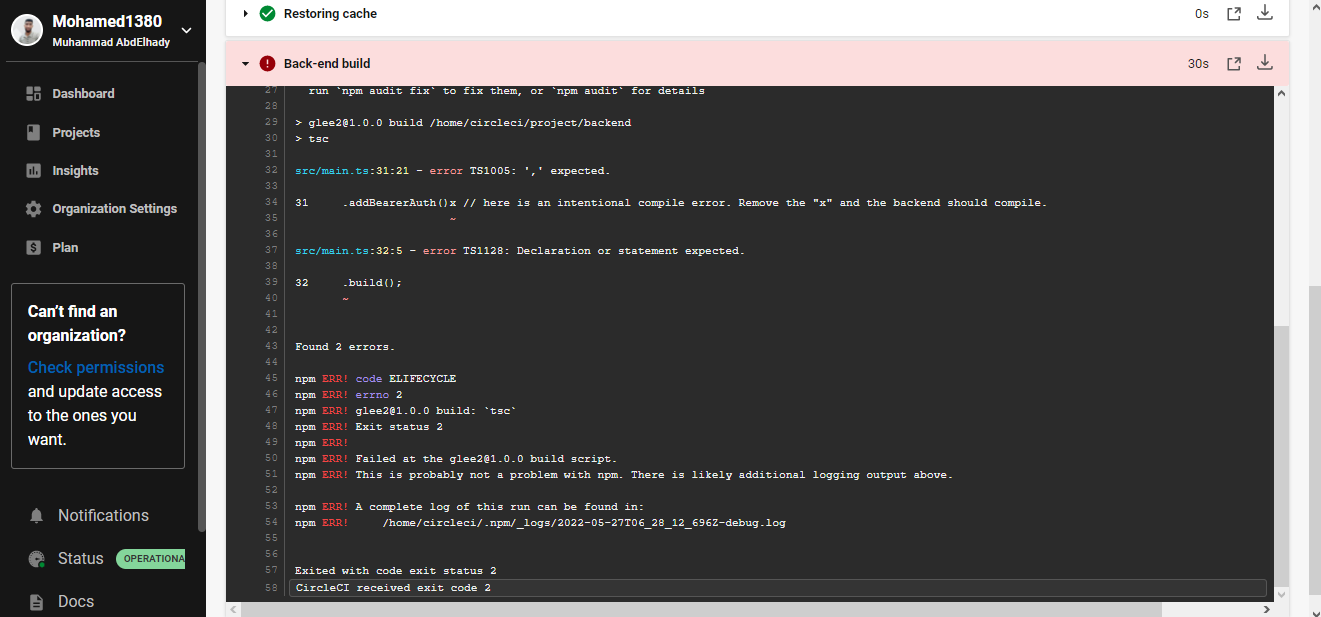 Mohamed1380
Muhammad AbdElhady
Dashboard
Projects
Insights
Organization Settings
Plan
Can't find an
organization?
Check permissions
and update access
to the ones you
want.
Notifications
Status OPERATIONA
Docs
Restoring cache 0s
Back-end build 30s
27 run `npm audit fix` to fix them, or `npm audit` for details
28
29 > glee2@1.0.0 build /home/circleci/project/backend
30 > tsc
31
32 src/main.ts:31:21 - error TS1005: ',' expected.
33
34 31 .addBearerAuth()x // here is an intentional compile error. Remove the "x" and the backend should compile.
35 ~
36
37 src/main.ts:32:5 - error TS1128: Declaration or statement expected.
38
39 32 .build();
40 ~
41
42
43 Found 2 errors.
44
45 npm ERR! code ELIFECYCLE
46 npm ERR! errno 2
47 npm ERR! glee2@1.0.0 build: `tsc`
48 npm ERR! Exit status 2
49 npm ERR!
50 npm ERR! Failed at the glee2@1.0.0 build script.
51 npm ERR! This is probably not a problem with npm. There is likely additional logging output above.
52
53 npm ERR! A complete log of this run can be found in:
54 npm ERR! /home/circleci/.npm/_logs/2022-05-27T06_28_12_696Z-debug.log
55
56
57 Exited with code exit status 2
58 CircleCI received exit code 2